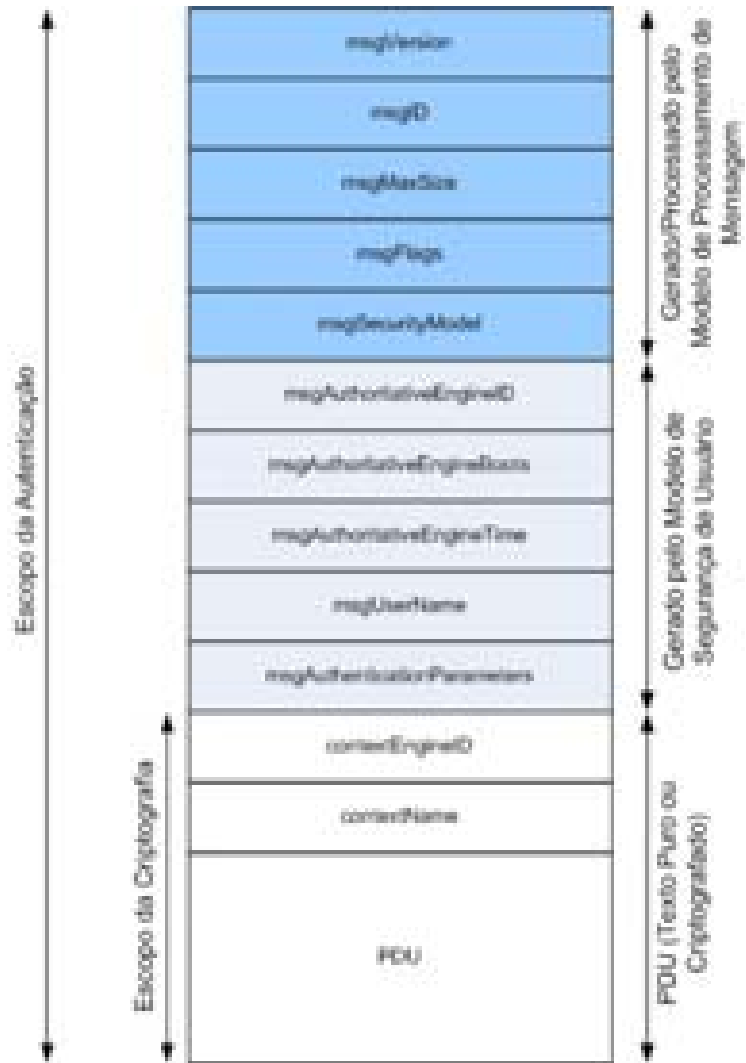 msgVersion
msgID
msgMaxSize
msgFlags
msgSecurityModel
msgAuthoritativeEngineID
msgAuthoritativeEngineBoots
msgAuthoritativeEngineTime
msgUserName
msgAuthenticationParameters
contextEngineID
contextName
PDU
Escopo da Autenticação
Escopo da Criptografia
Gerado/Processado pelo
Modelo de Processamento de
Mensagem
Gerado pelo Modelo de
Segurança de Usuário
PDU (Texto Puro ou
Criptografado)